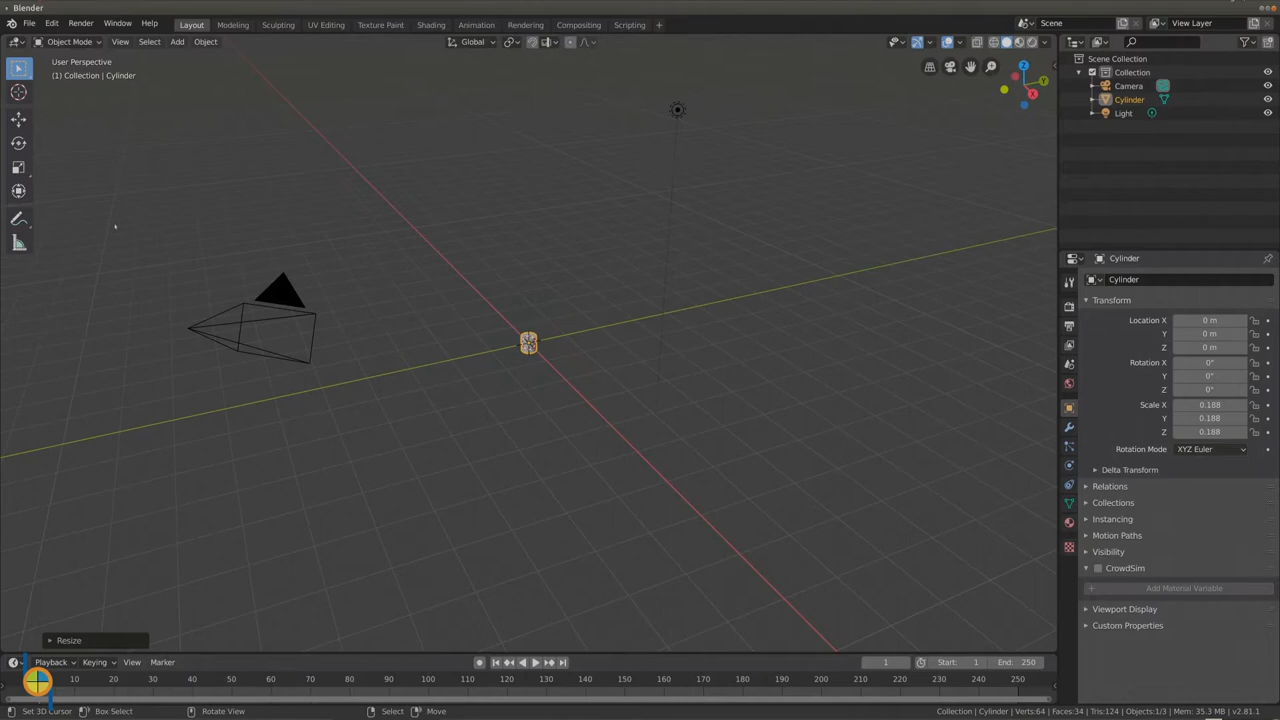 Blender
File Edit Render Window Help
Layout Modeling Sculpting UV Editing Texture Paint Shading Animation Rendering Compositing Scripting +
Scene
View Layer
Object Mode View Select Add Object
Global
User Perspective
(1) Collection | Cylinder
Z
Y
X
Scene Collection
Collection
Camera
Cylinder
Light
Cylinder
Cylinder
Transform
Location X 0 m
Y 0 m
Z 0 m
Rotation X 0°
Y 0°
Z 0°
Scale X 0.188
Y 0.188
Z 0.188
Rotation Mode XYZ Euler
Delta Transform
Relations
Collections
Instancing
Motion Paths
Visibility
CrowdSim
Add Material Variable
Viewport Display
Custom Properties
Resize
Playback Keying View Marker
1 Start: 1 End: 250
10 20 30 40 50 60 70 80 90 100 110 120 130 140 150 160 170 180 190 200 210 220 230 240 250
Set 3D Cursor Box Select Rotate View Select Move
Collection | Cylinder | Verts:64 | Faces:34 | Tris:124 | Objects:1/3 | Mem: 35.3 MB | v2.81.1